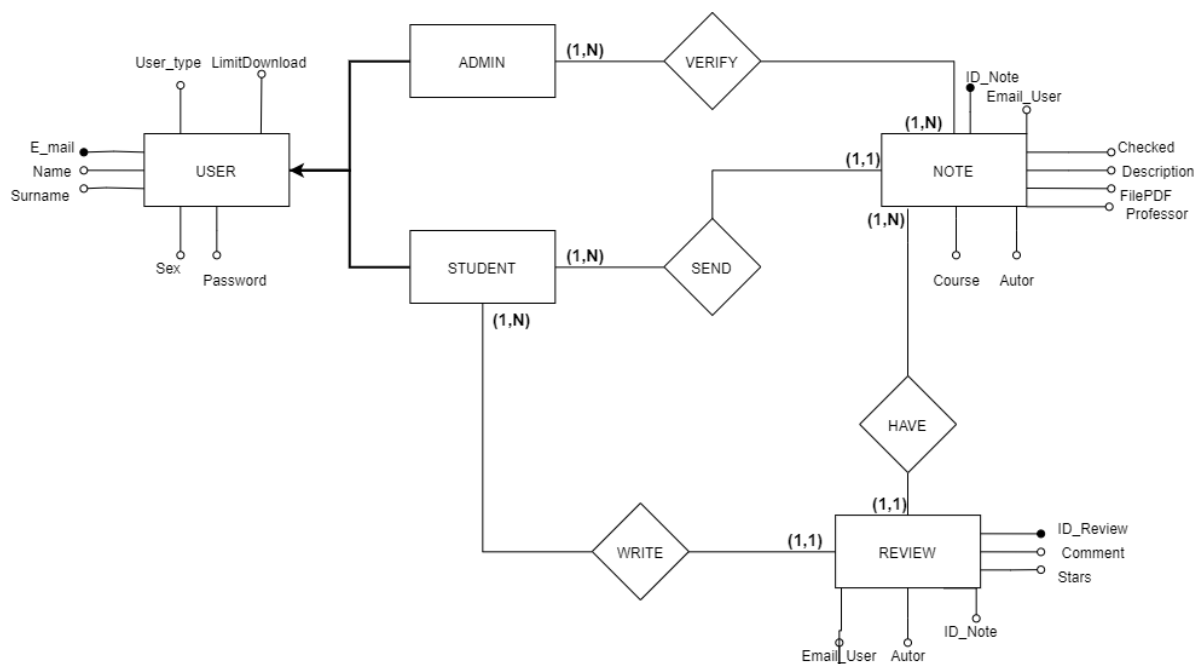 ADMIN
(1,N)
VERIFY
User_type
LimitDownload
ID_Note
Email_User
(1,N)
E_mail
Name
Surname
USER
(1,1)
NOTE
Checked
Description
FilePDF
Professor
(1,N)
STUDENT
(1,N)
SEND
Sex
Password
Course
Autor
(1,N)
HAVE
(1,1)
WRITE
(1,1)
REVIEW
ID_Review
Comment
Stars
ID_Note
Email_User
Autor